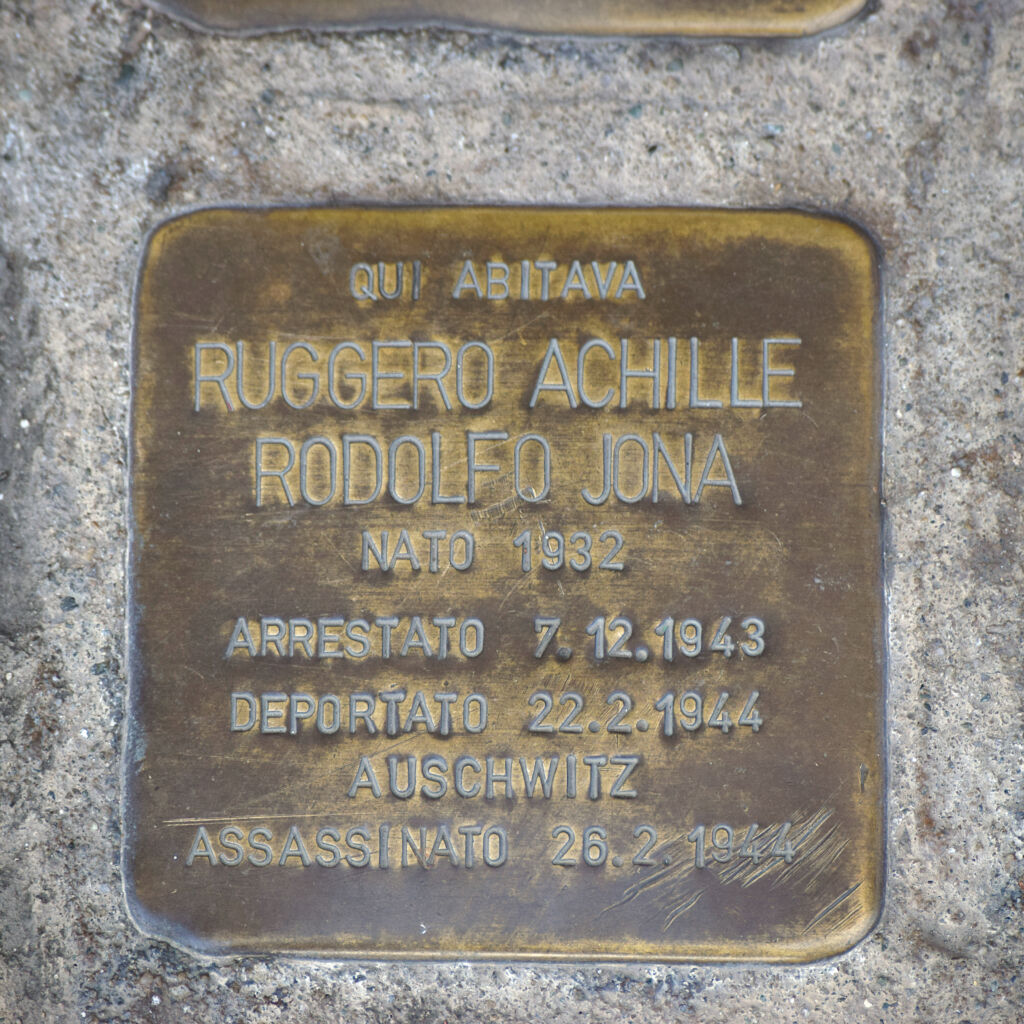 QUI ABITAVA
RUGGERO ACHILLE
RODOLFO JONA
NATO 1932
ARRESTATO 7.12.1943
DEPORTATO 22.2.1944
AUSCHWITZ
ASSASSINATO 26.2.1944